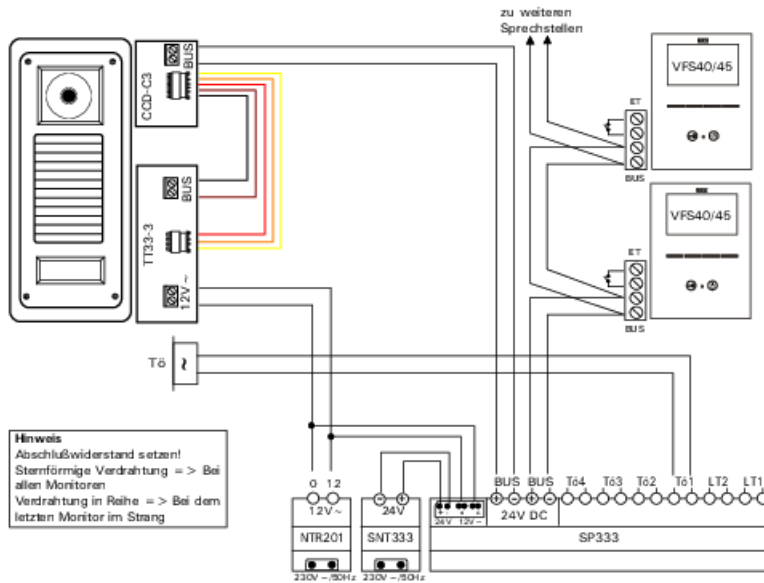 zu weiteren
Sprechstellen
BUS
CCD-C3
VFS40/45
ET
BUS
BUS
TT33-3
12V ~
VFS40/45
ET
BUS
Tö
~
Hinweis
Abschlußwiderstand setzen!
Sternförmige Verdrahtung = > Bei
allen Monitoren
Verdrahtung in Reihe = > Bei dem
letzten Monitor im Strang
0 12
12V ~
NTR201
230V ~/50Hz
- +
24V
SNT333
230V ~/50Hz
24V 12V~
BUS BUS Tö4 Tö3 Tö2 Tö1 LT2 LT1
+ - + -
24V DC
SP333